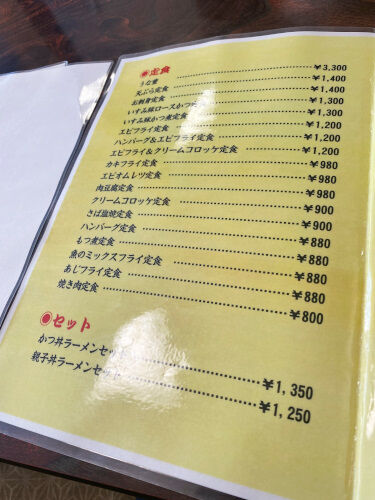 ◉定食
うな重 ¥3,300
天ぷら定食 ¥1,400
お刺身定食 ¥1,400
いすみ豚ロースかつ ¥1,300
いすみ豚かつ煮定食 ¥1,300
エビフライ定食 ¥1,200
ハンバーグ&エビフライ定食 ¥1,200
エビフライ&クリームコロッケ定食 ¥1,200
カキフライ定食 ¥980
エビオムレツ定食 ¥980
肉豆腐定食 ¥980
クリームコロッケ定食 ¥900
さば塩焼定食 ¥900
ハンバーグ定食 ¥880
もつ煮定食 ¥880
魚のミックスフライ定食 ¥880
あじフライ定食 ¥880
焼き肉定食 ¥800
◉セット
かつ丼ラーメンセット ¥1,350
親子丼ラーメンセット ¥1,250